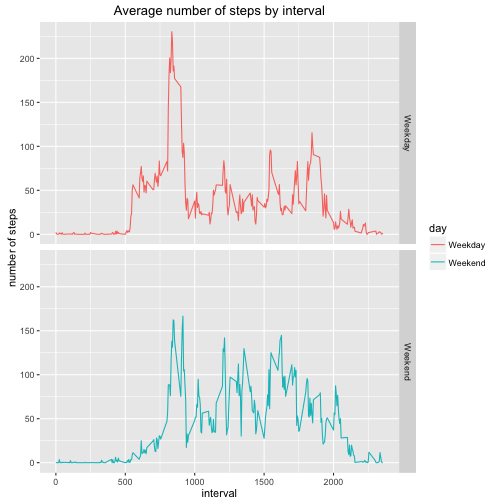 Average number of steps by interval
number of steps
200
150
100
50
0
Weekday
200
150
100
50
0
Weekend
0
500
1000
1500
2000
interval
day
Weekday
Weekend